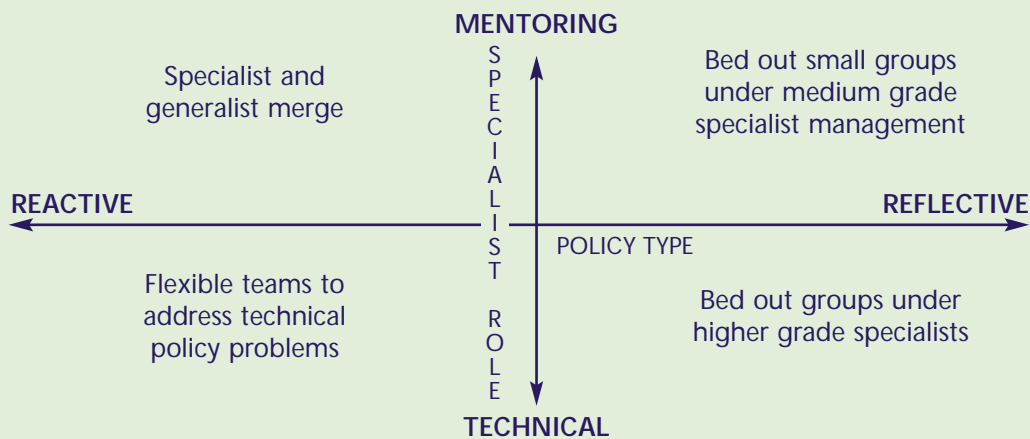 MENTORING
Specialist and
generalist merge
Bed out small groups
under medium grade
specialist management
SPECIALIST ROLE
REACTIVE
REFLECTIVE
POLICY TYPE
Flexible teams to
address technical
policy problems
Bed out groups under
higher grade specialists
TECHNICAL